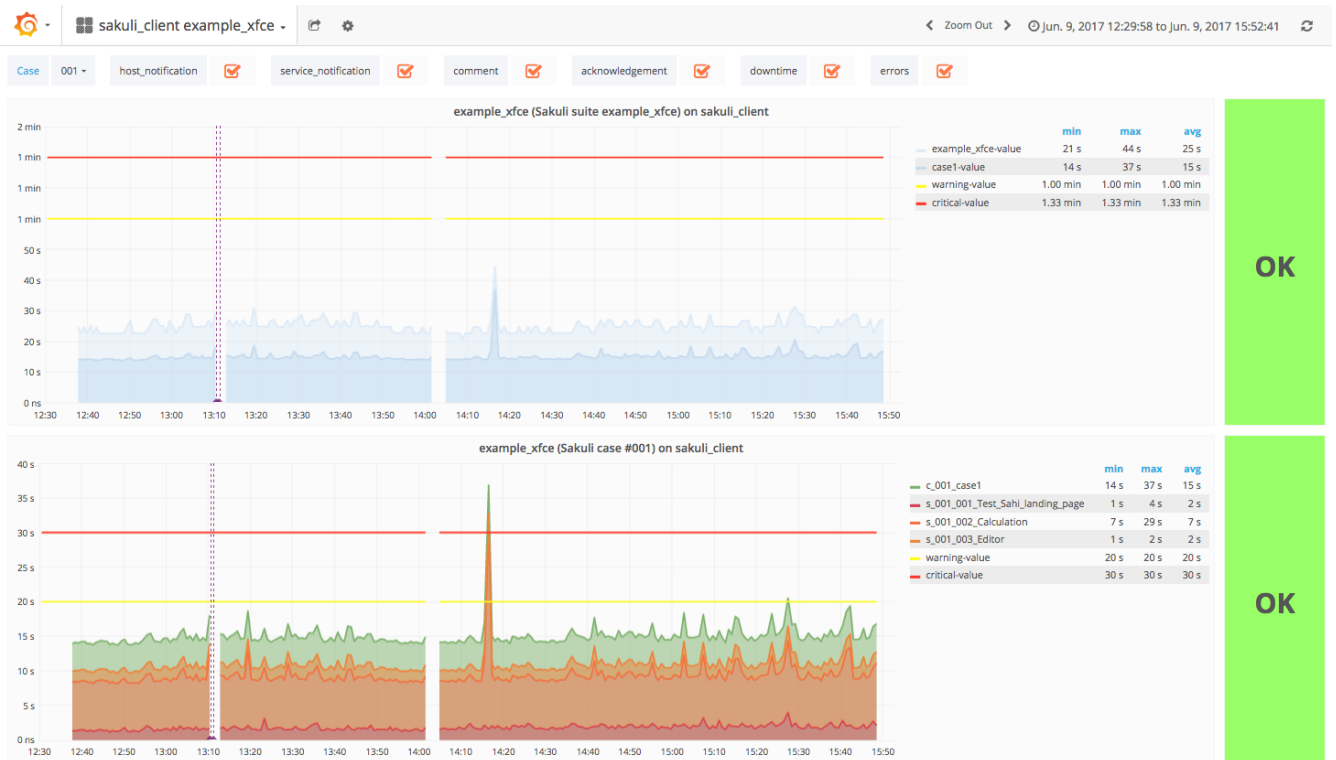 sakuli_client example_xfce
Zoom Out
Jun. 9, 2017 12:29:58 to Jun. 9, 2017 15:52:41
Case 001 host_notification service_notification comment acknowledgement downtime errors
example_xfce (Sakuli suite example_xfce) on sakuli_client
2 min
1 min
1 min
1 min
50 s
40 s
30 s
20 s
10 s
0 ns
12:30 12:40 12:50 13:00 13:10 13:20 13:30 13:40 13:50 14:00 14:10 14:20 14:30 14:40 14:50 15:00 15:10 15:20 15:30 15:40 15:50
min max avg
example_xfce-value 21 s 44 s 25 s
case1-value 14 s 37 s 15 s
warning-value 1.00 min 1.00 min 1.00 min
critical-value 1.33 min 1.33 min 1.33 min
OK
example_xfce (Sakuli case #001) on sakuli_client
40 s
35 s
30 s
25 s
20 s
15 s
10 s
5 s
0 ns
12:30 12:40 12:50 13:00 13:10 13:20 13:30 13:40 13:50 14:00 14:10 14:20 14:30 14:40 14:50 15:00 15:10 15:20 15:30 15:40 15:50
min max avg
c_001_case1 14 s 37 s 15 s
s_001_001_Test_Sahi_landing_page 1 s 4 s 2 s
s_001_002_Calculation 7 s 29 s 7 s
s_001_003_Editor 1 s 2 s 2 s
warning-value 20 s 20 s 20 s
critical-value 30 s 30 s 30 s
OK